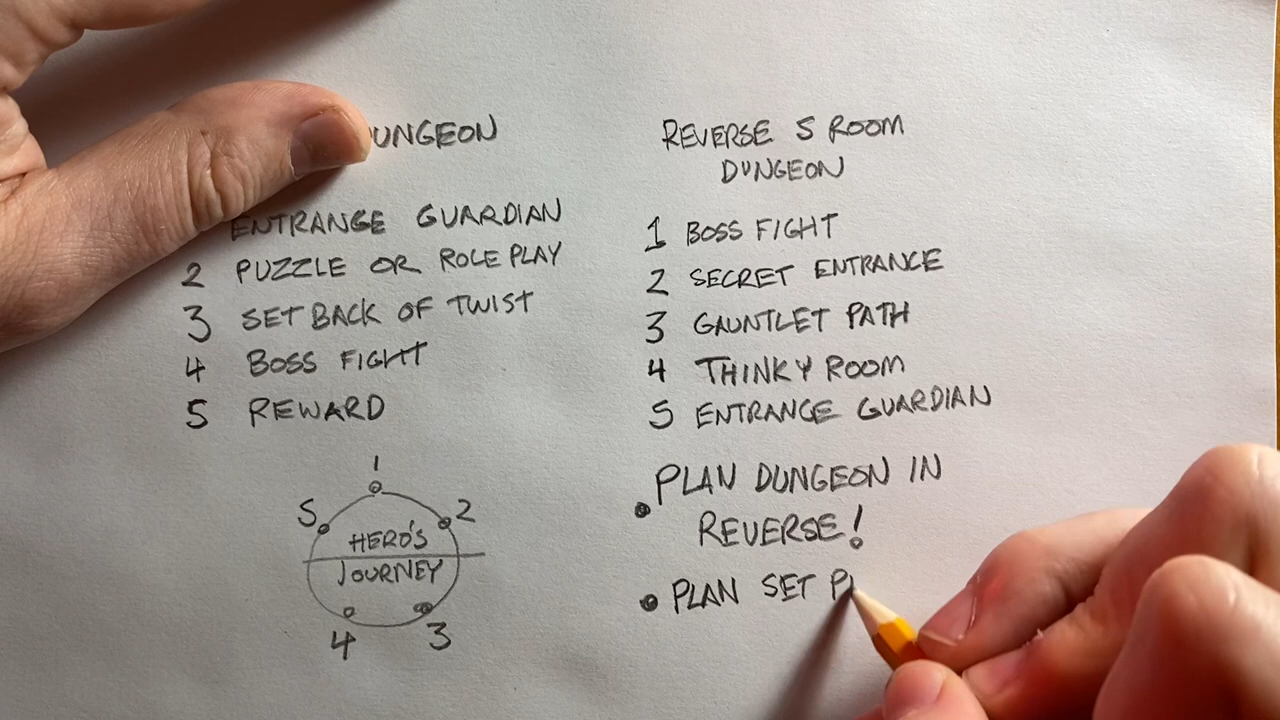 UNGEON
ENTRANGE GUARDIAN
2 PUZZLE OR ROLE PLAY
3 SET BACK OF TWIST
4 BOSS FIGHT
5 REWARD
1
5
2
HERO'S
JOURNEY
4
3
REVERSE 5 ROOM
DUNGEON
1 BOSS FIGHT
2 SECRET ENTRANCE
3 GAUNTLET PATH
4 THINKY ROOM
5 ENTRANGE GUARDIAN
• PLAN DUNGEON IN
REVERSE!
• PLAN SET P